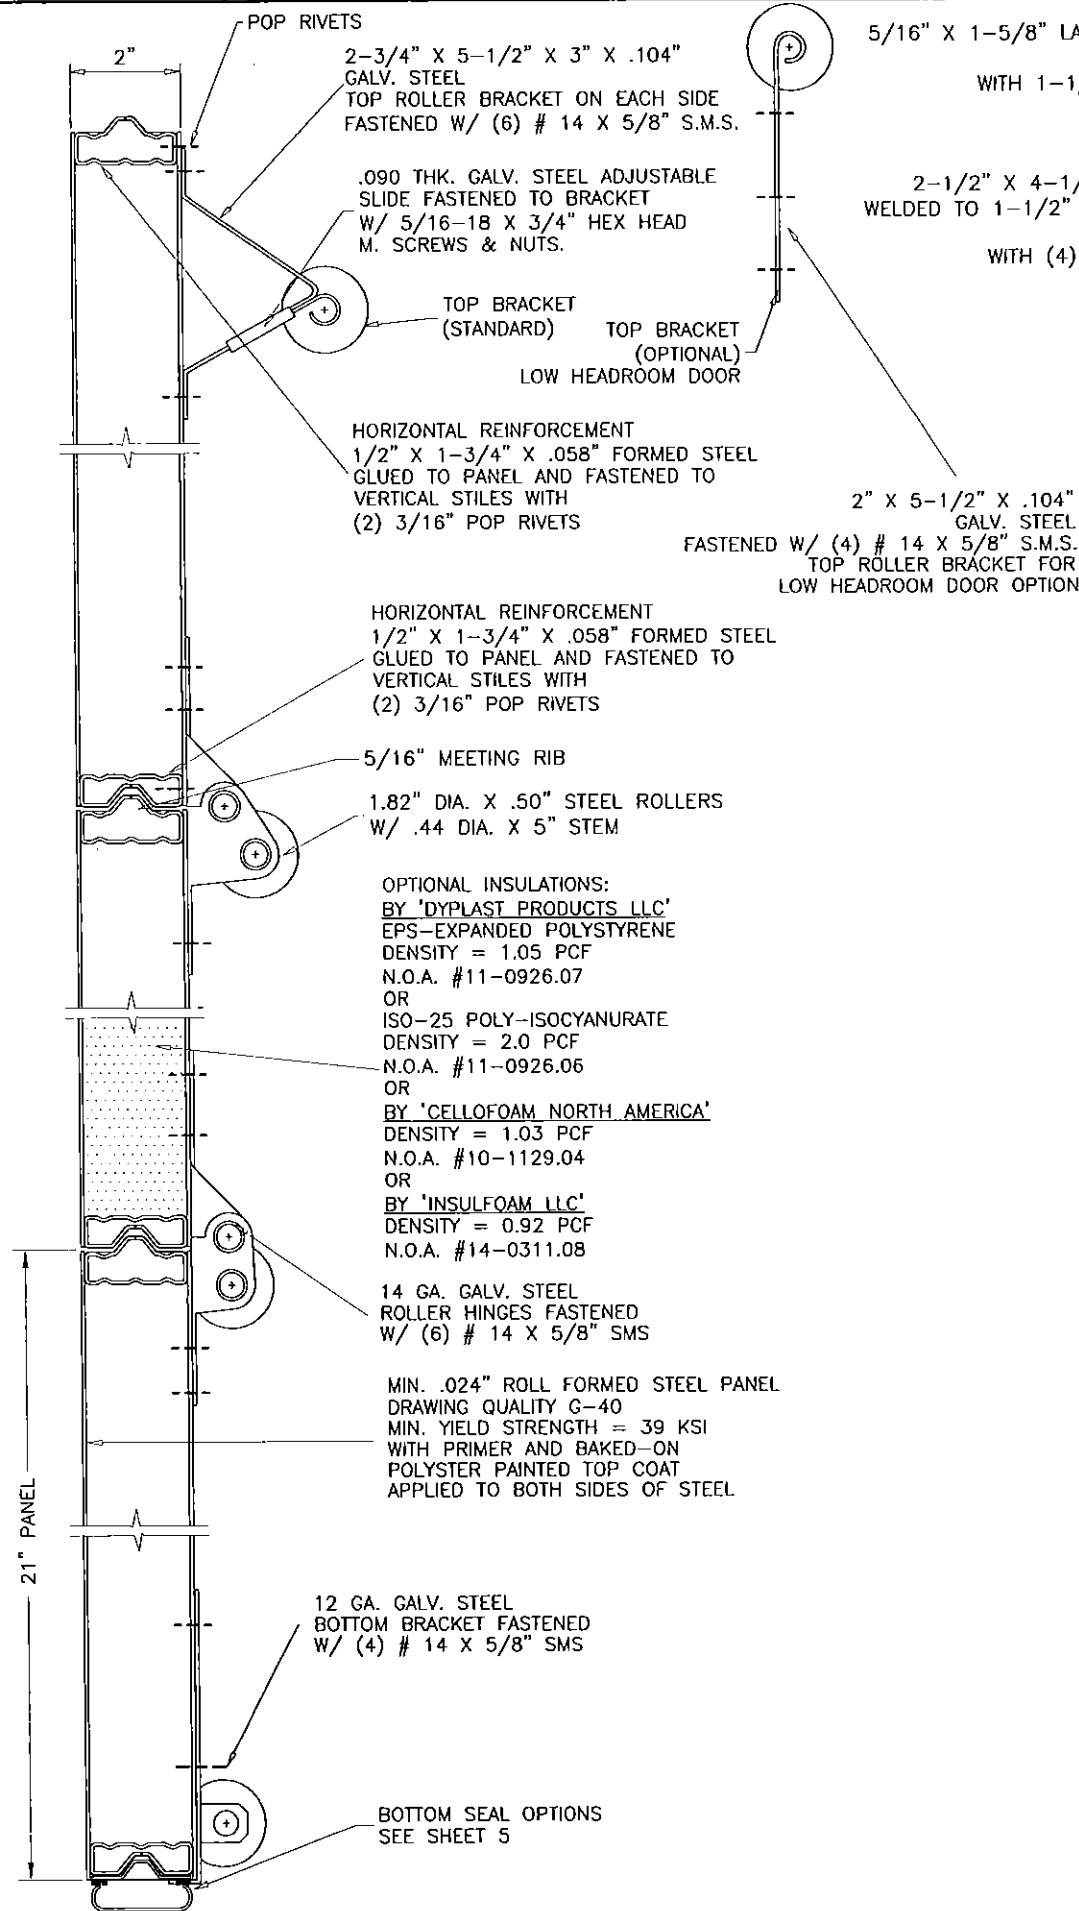 POP RIVETS
2"
2-3/4" X 5-1/2" X 3" X .104"
GALV. STEEL
TOP ROLLER BRACKET ON EACH SIDE
FASTENED W/ (6) # 14 X 5/8" S.M.S.
.090 THK. GALV. STEEL ADJUSTABLE
SLIDE FASTENED TO BRACKET
W/ 5/16-18 X 3/4" HEX HEAD
M. SCREWS & NUTS.
TOP BRACKET
(STANDARD)
TOP BRACKET
(OPTIONAL)
LOW HEADROOM DOOR
5/16" X 1-5/8" LA
WITH 1-1/
2-1/2" X 4-1/
WELDED TO 1-1/2"
WITH (4)
HORIZONTAL REINFORCEMENT
1/2" X 1-3/4" X .058" FORMED STEEL
GLUED TO PANEL AND FASTENED TO
VERTICAL STILES WITH
(2) 3/16" POP RIVETS
2" X 5-1/2" X .104"
GALV. STEEL
FASTENED W/ (4) # 14 X 5/8" S.M.S.
TOP ROLLER BRACKET FOR
LOW HEADROOM DOOR OPTION
HORIZONTAL REINFORCEMENT
1/2" X 1-3/4" X .058" FORMED STEEL
GLUED TO PANEL AND FASTENED TO
VERTICAL STILES WITH
(2) 3/16" POP RIVETS
5/16" MEETING RIB
1.82" DIA. X .50" STEEL ROLLERS
W/ .44 DIA. X 5" STEM
OPTIONAL INSULATIONS:
BY 'DYPLAST PRODUCTS LLC'
EPS-EXPANDED POLYSTYRENE
DENSITY = 1.05 PCF
N.O.A. #11-0926.07
OR
ISO-25 POLY-ISOCYANURATE
DENSITY = 2.0 PCF
N.O.A. #11-0926.06
OR
BY 'CELLOFOAM NORTH AMERICA'
DENSITY = 1.03 PCF
N.O.A. #10-1129.04
OR
BY 'INSULFOAM LLC'
DENSITY = 0.92 PCF
N.O.A. #14-0311.08
14 GA. GALV. STEEL
ROLLER HINGES FASTENED
W/ (6) # 14 X 5/8" SMS
MIN. .024" ROLL FORMED STEEL PANEL
DRAWING QUALITY G-40
MIN. YIELD STRENGTH = 39 KSI
WITH PRIMER AND BAKED-ON
POLYSTER PAINTED TOP COAT
APPLIED TO BOTH SIDES OF STEEL
21" PANEL
12 GA. GALV. STEEL
BOTTOM BRACKET FASTENED
W/ (4) # 14 X 5/8" SMS
BOTTOM SEAL OPTIONS
SEE SHEET 5